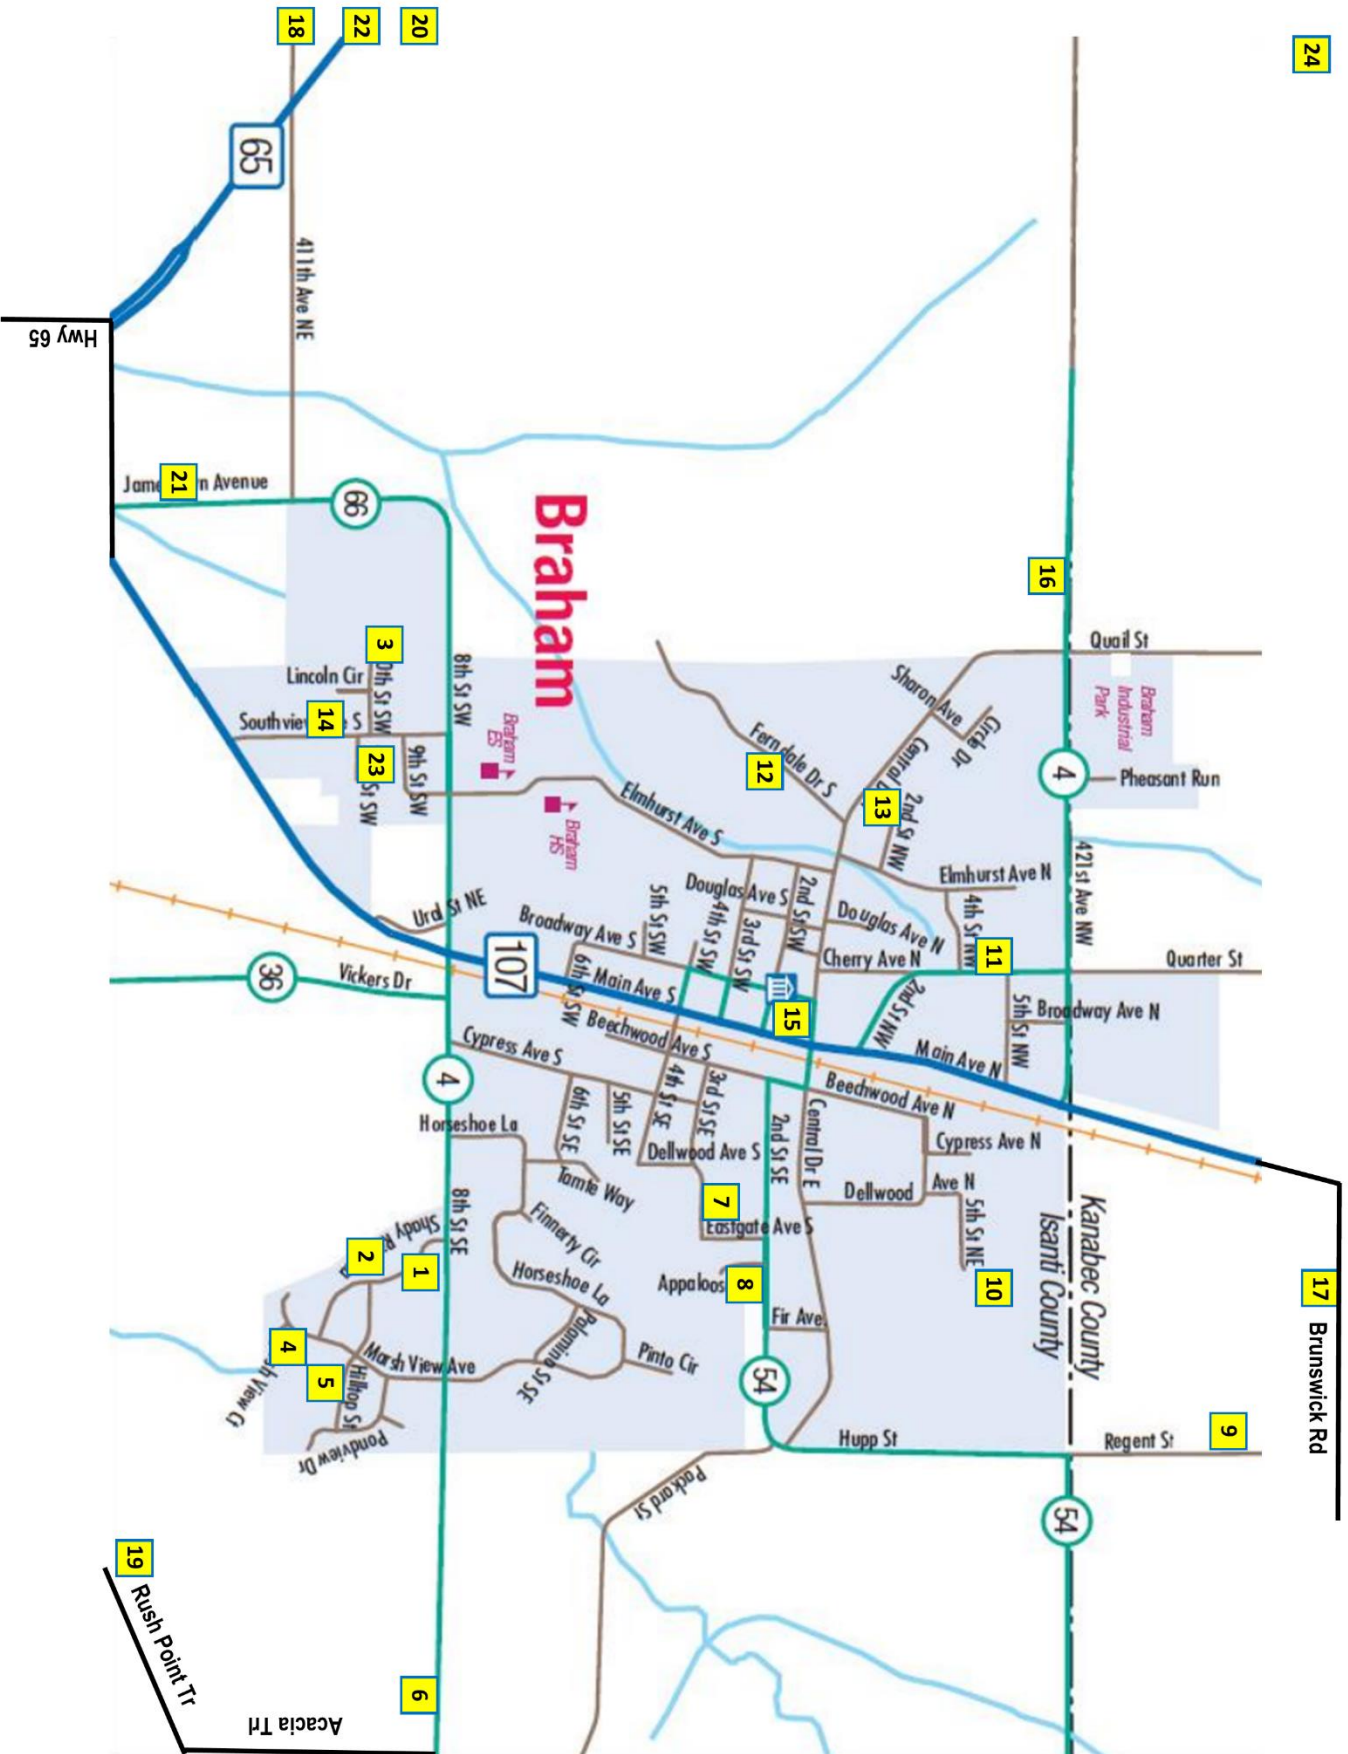 18
22
20
24
65
411th Ave NE
Hwy 65
21
n Avenue
66
Braham
16
Quail St
Braham
Industrial
Park
3
Lincoln Cir
th St SW
8th St SW
14
S
23
St SW
9th St SW
Braham
ES
Braham
HS
Sharon Ave
Circle Dr
Ferndale Dr S
12
Central
13
2nd St NW
4
Pheasant Run
Elmhurst Ave S
Elmhurst Ave N
421st Ave NW
Douglas Ave S
2nd St SW
Douglas Ave N
4th St NW
Urd St NE
Broadway Ave S
5th St SW
4th St SW
3rd St SW
Cherry Ave N
11
Quarter St
107
36
Vickers Dr
6th St SW
Main Ave S
15
2nd St NW
5th St NW
Broadway Ave N
Beechwood Ave S
Main Ave N
Cypress Ave S
4
4th St SE
3rd St SE
6th St SE
5th St SE
Beechwood Ave N
Central Dr E
2nd St SE
Horseshoe La
Dellwood Ave S
Cypress Ave N
Tamte Way
7
Dellwood
Ave N
5th St NE
8th St SE
Shady
Finnerty Cir
Eastgate Ave S
Kanabec County
Isanti County
2
1
Horseshoe La
Appaloos
8
10
17
Brunswick Rd
Fir Ave
4
5
Marsh View Ave
Palomino St SE
Pinto Cir
54
View Ct
Hilltop St
Pondview Dr
Hupp St
Regent St
9
Packard St
54
19
Rush Point Tr
6
Acacia Trl